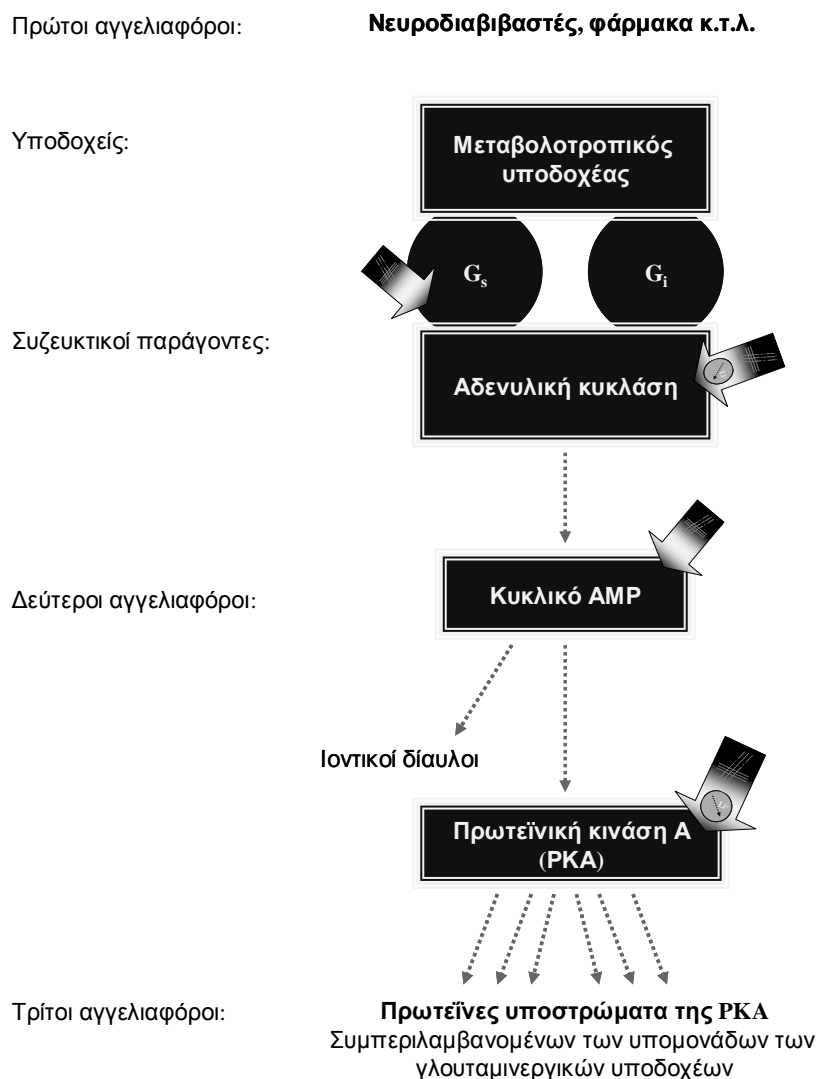 Πρώτοι αγγελιαφόροι: Νευροδιαβιβαστές, φάρμακα κ.τ.λ.
Υποδοχείς:
Μεταβολοτροπικός
υποδοχέας
Gs Gi
Συζευκτικοί παράγοντες:
Αδενυλική κυκλάση
Δεύτεροι αγγελιαφόροι:
Κυκλικό AMP
Ιοντικοί δίαυλοι
Πρωτεϊνική κινάση Α
(PKA)
Τρίτοι αγγελιαφόροι: Πρωτεΐνες υποστρώματα της PKA
Συμπεριλαμβανομένων των υπομονάδων των
γλουταμινεργικών υποδοχέων